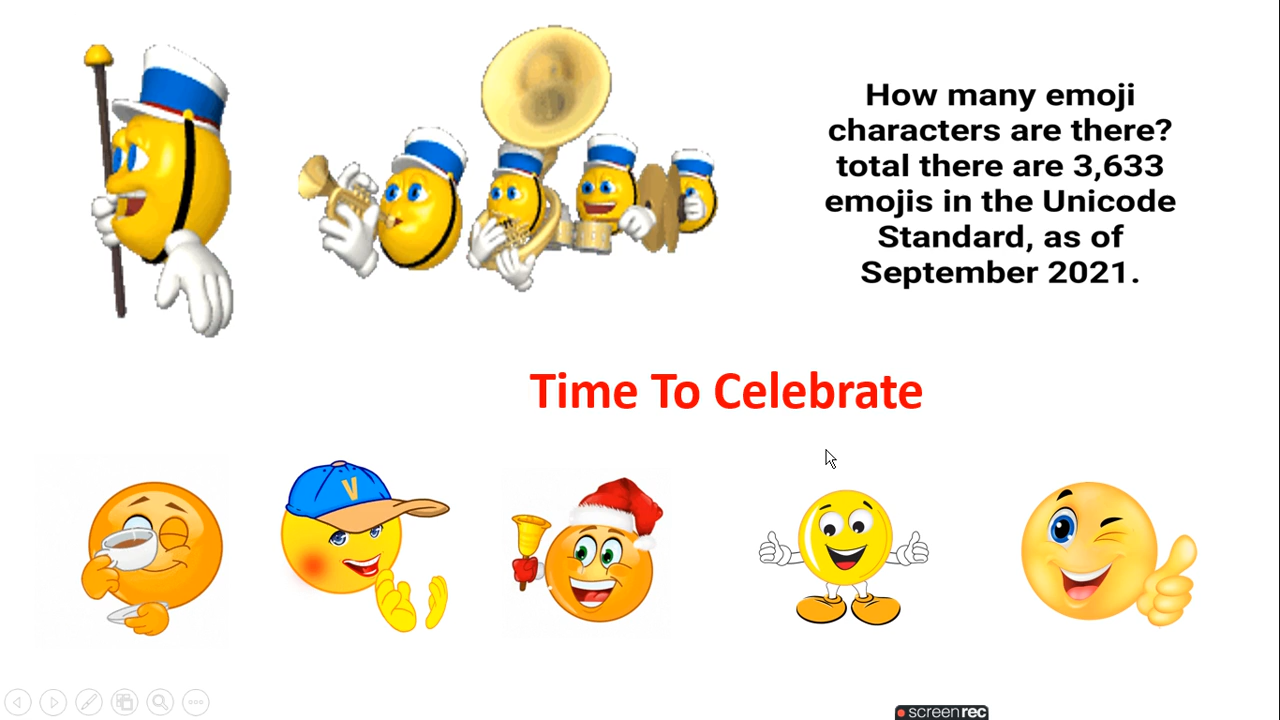 How many emoji
characters are there?
total there are 3,633
emojis in the Unicode
Standard, as of
September 2021.
Time To Celebrate
V
screenrec